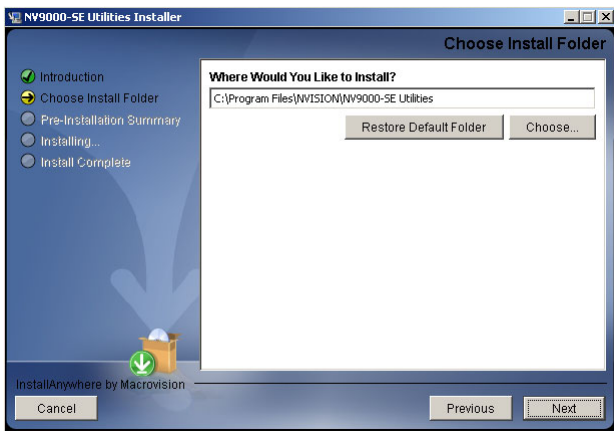 NV9000-SE Utilities Installer
Choose Install Folder
Introduction
Choose Install Folder
Pre-Installation Summary
Installing...
Install Complete
Where Would You Like to Install?
C:\Program Files\NVISION\NV9000-SE Utilities
Restore Default Folder
Choose...
InstallAnywhere by Macrovision
Cancel
Previous
Next